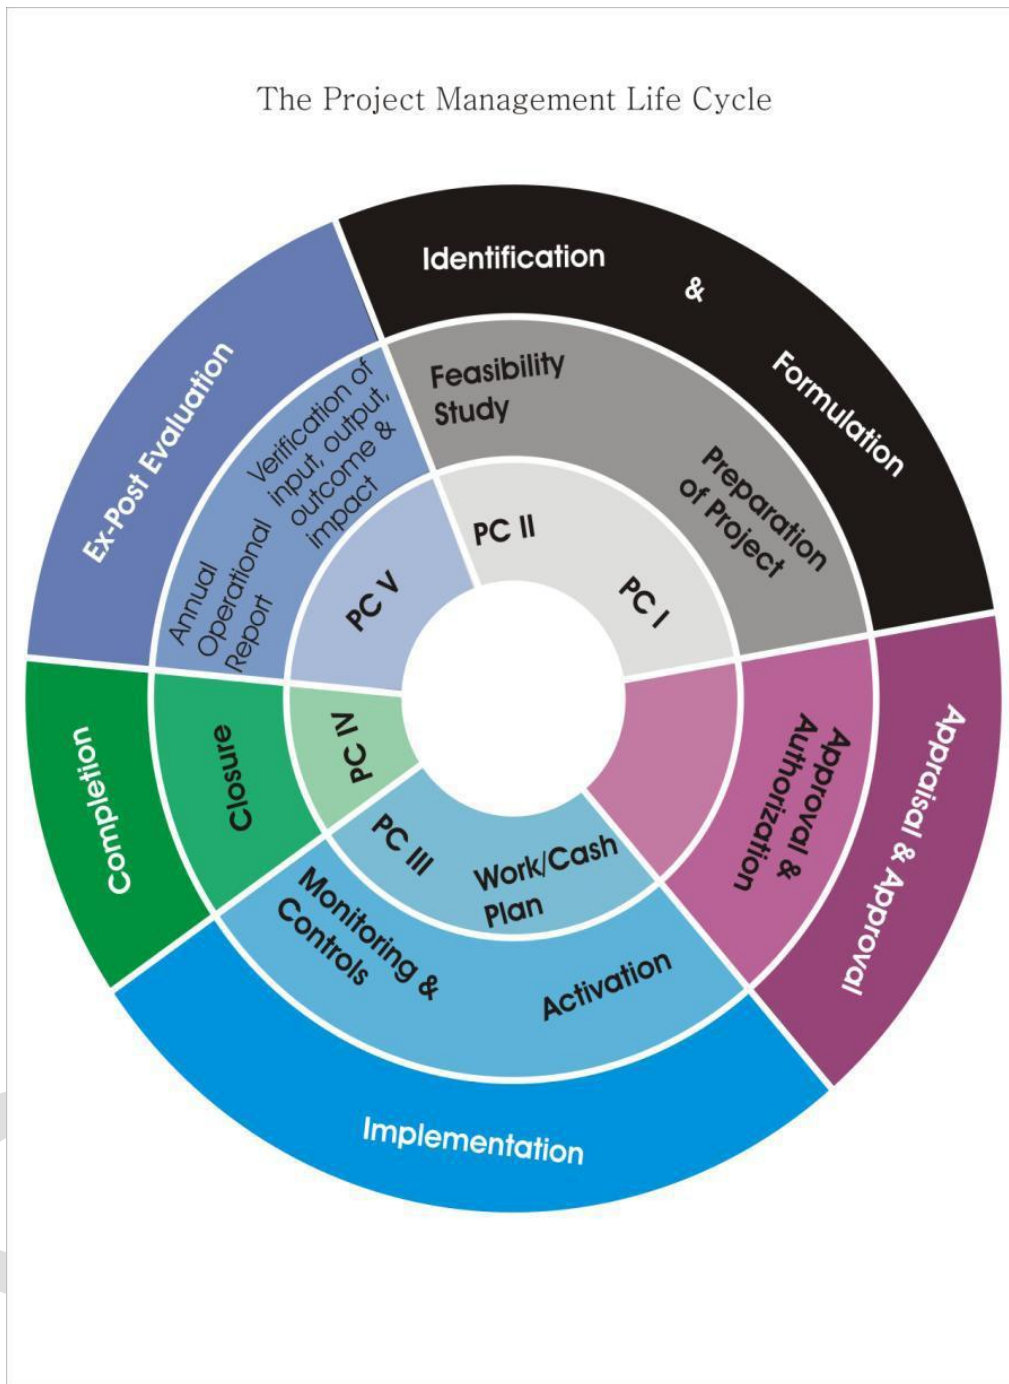 The Project Management Life Cycle
Identification
&
Formulation
Feasibility
Study
Preparation
of Project
PC II
PC I
Appraisal & Approval
Approval &
Authorization
Implementation
Activation
Monitoring &
Controls
Work/Cash
Plan
PC III
Completion
Closure
PC IV
Ex-Post Evaluation
Verification of
input, output,
outcome &
impact
Annual
Operational
Report
PC V